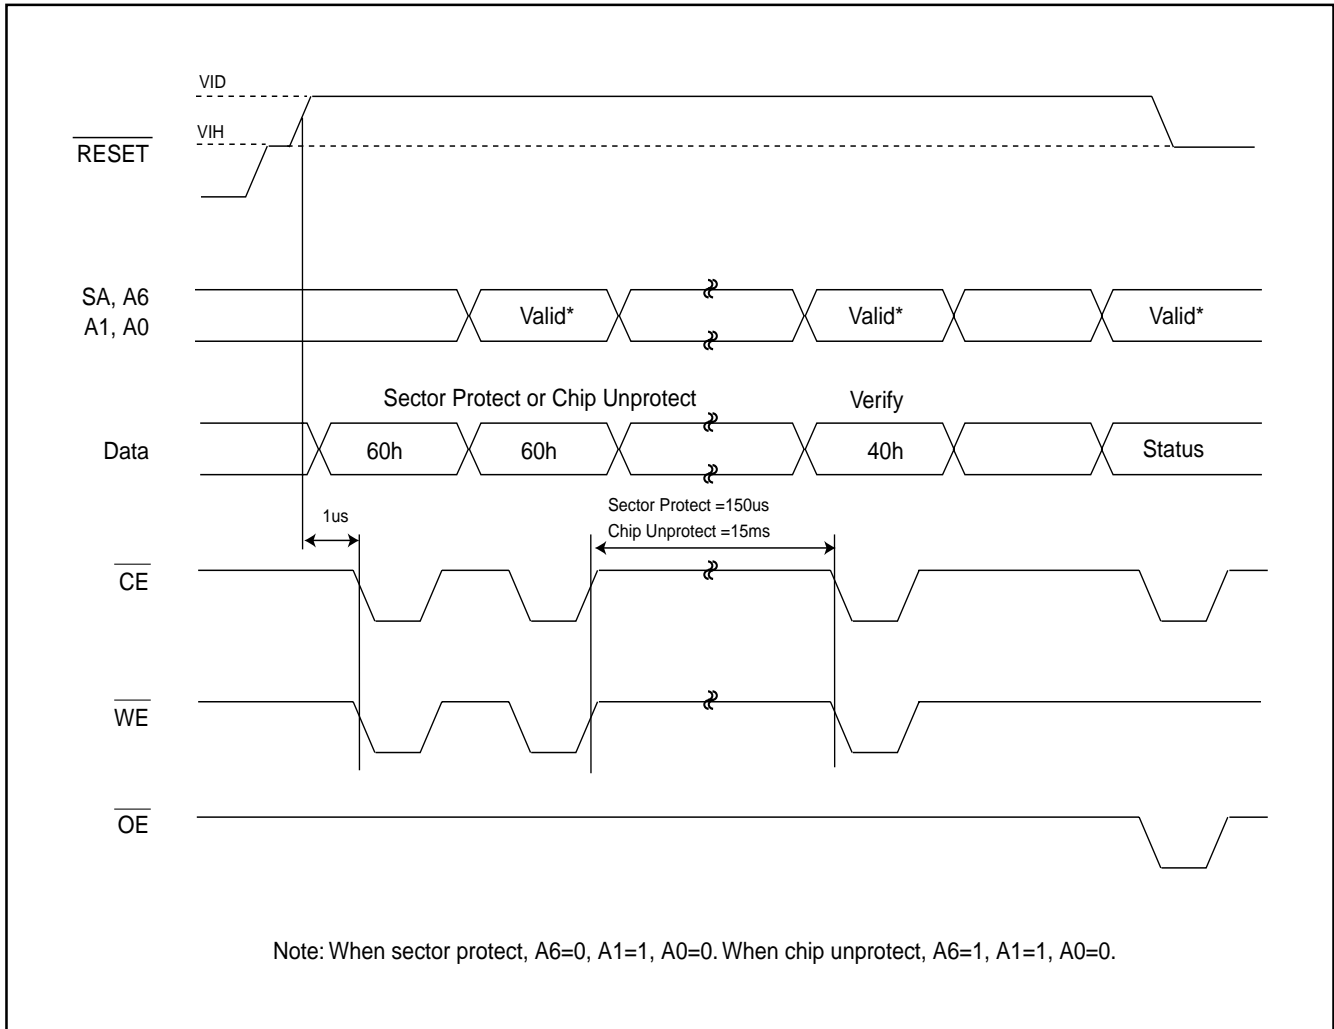 VID
VIH
RESET
SA, A6
A1, A0
Valid*
Valid*
Valid*
Sector Protect or Chip Unprotect
Verify
Data
60h
60h
40h
Status
1us
Sector Protect =150us
Chip Unprotect =15ms
CE
WE
OE
Note: When sector protect, A6=0, A1=1, A0=0. When chip unprotect, A6=1, A1=1, A0=0.